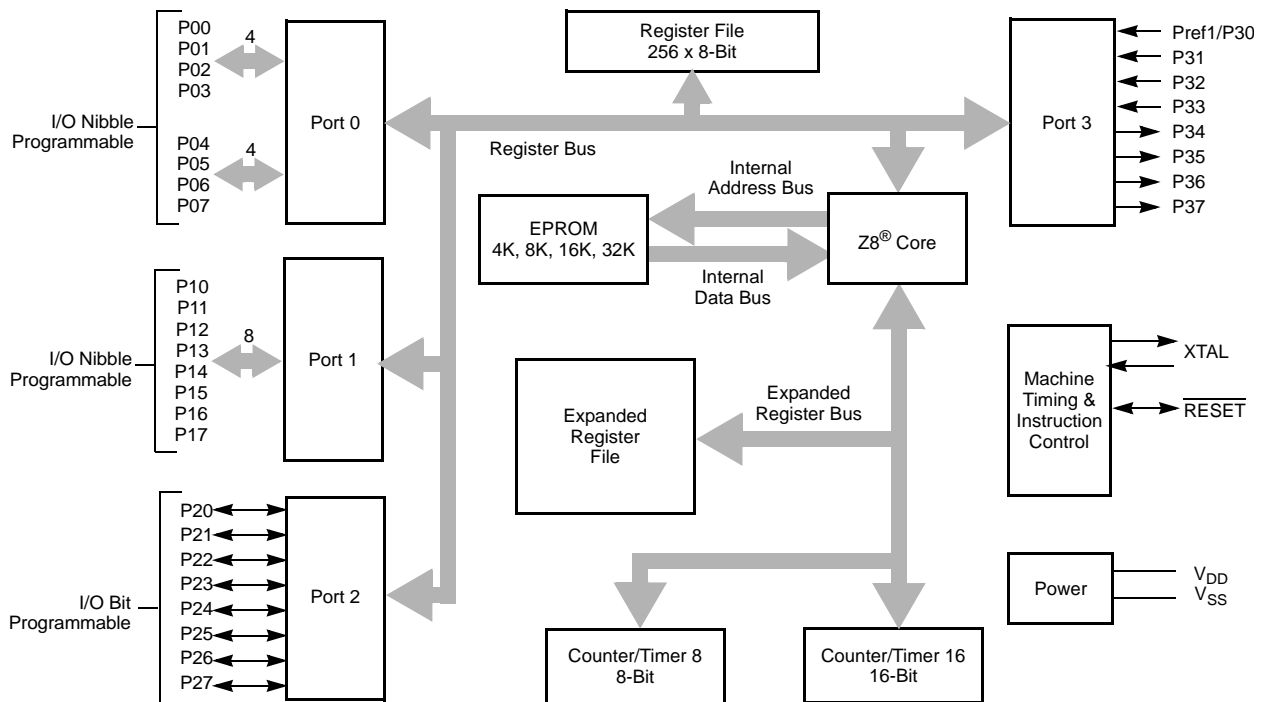 P00
P01
P02
P03
4
I/O Nibble
Programmable
P04
P05
P06
P07
4
Port 0
Register File
256 x 8-Bit
Register Bus
Port 3
Pref1/P30
P31
P32
P33
P34
P35
P36
P37
Internal
Address Bus
EPROM
4K, 8K, 16K, 32K
Z8® Core
Internal
Data Bus
P10
P11
P12
P13
P14
P15
P16
P17
8
I/O Nibble
Programmable
Port 1
Expanded
Register
File
Expanded
Register Bus
Machine
Timing &
Instruction
Control
XTAL
RESET
P20
P21
P22
P23
P24
P25
P26
P27
I/O Bit
Programmable
Port 2
Counter/Timer 8
8-Bit
Counter/Timer 16
16-Bit
Power
VDD
VSS